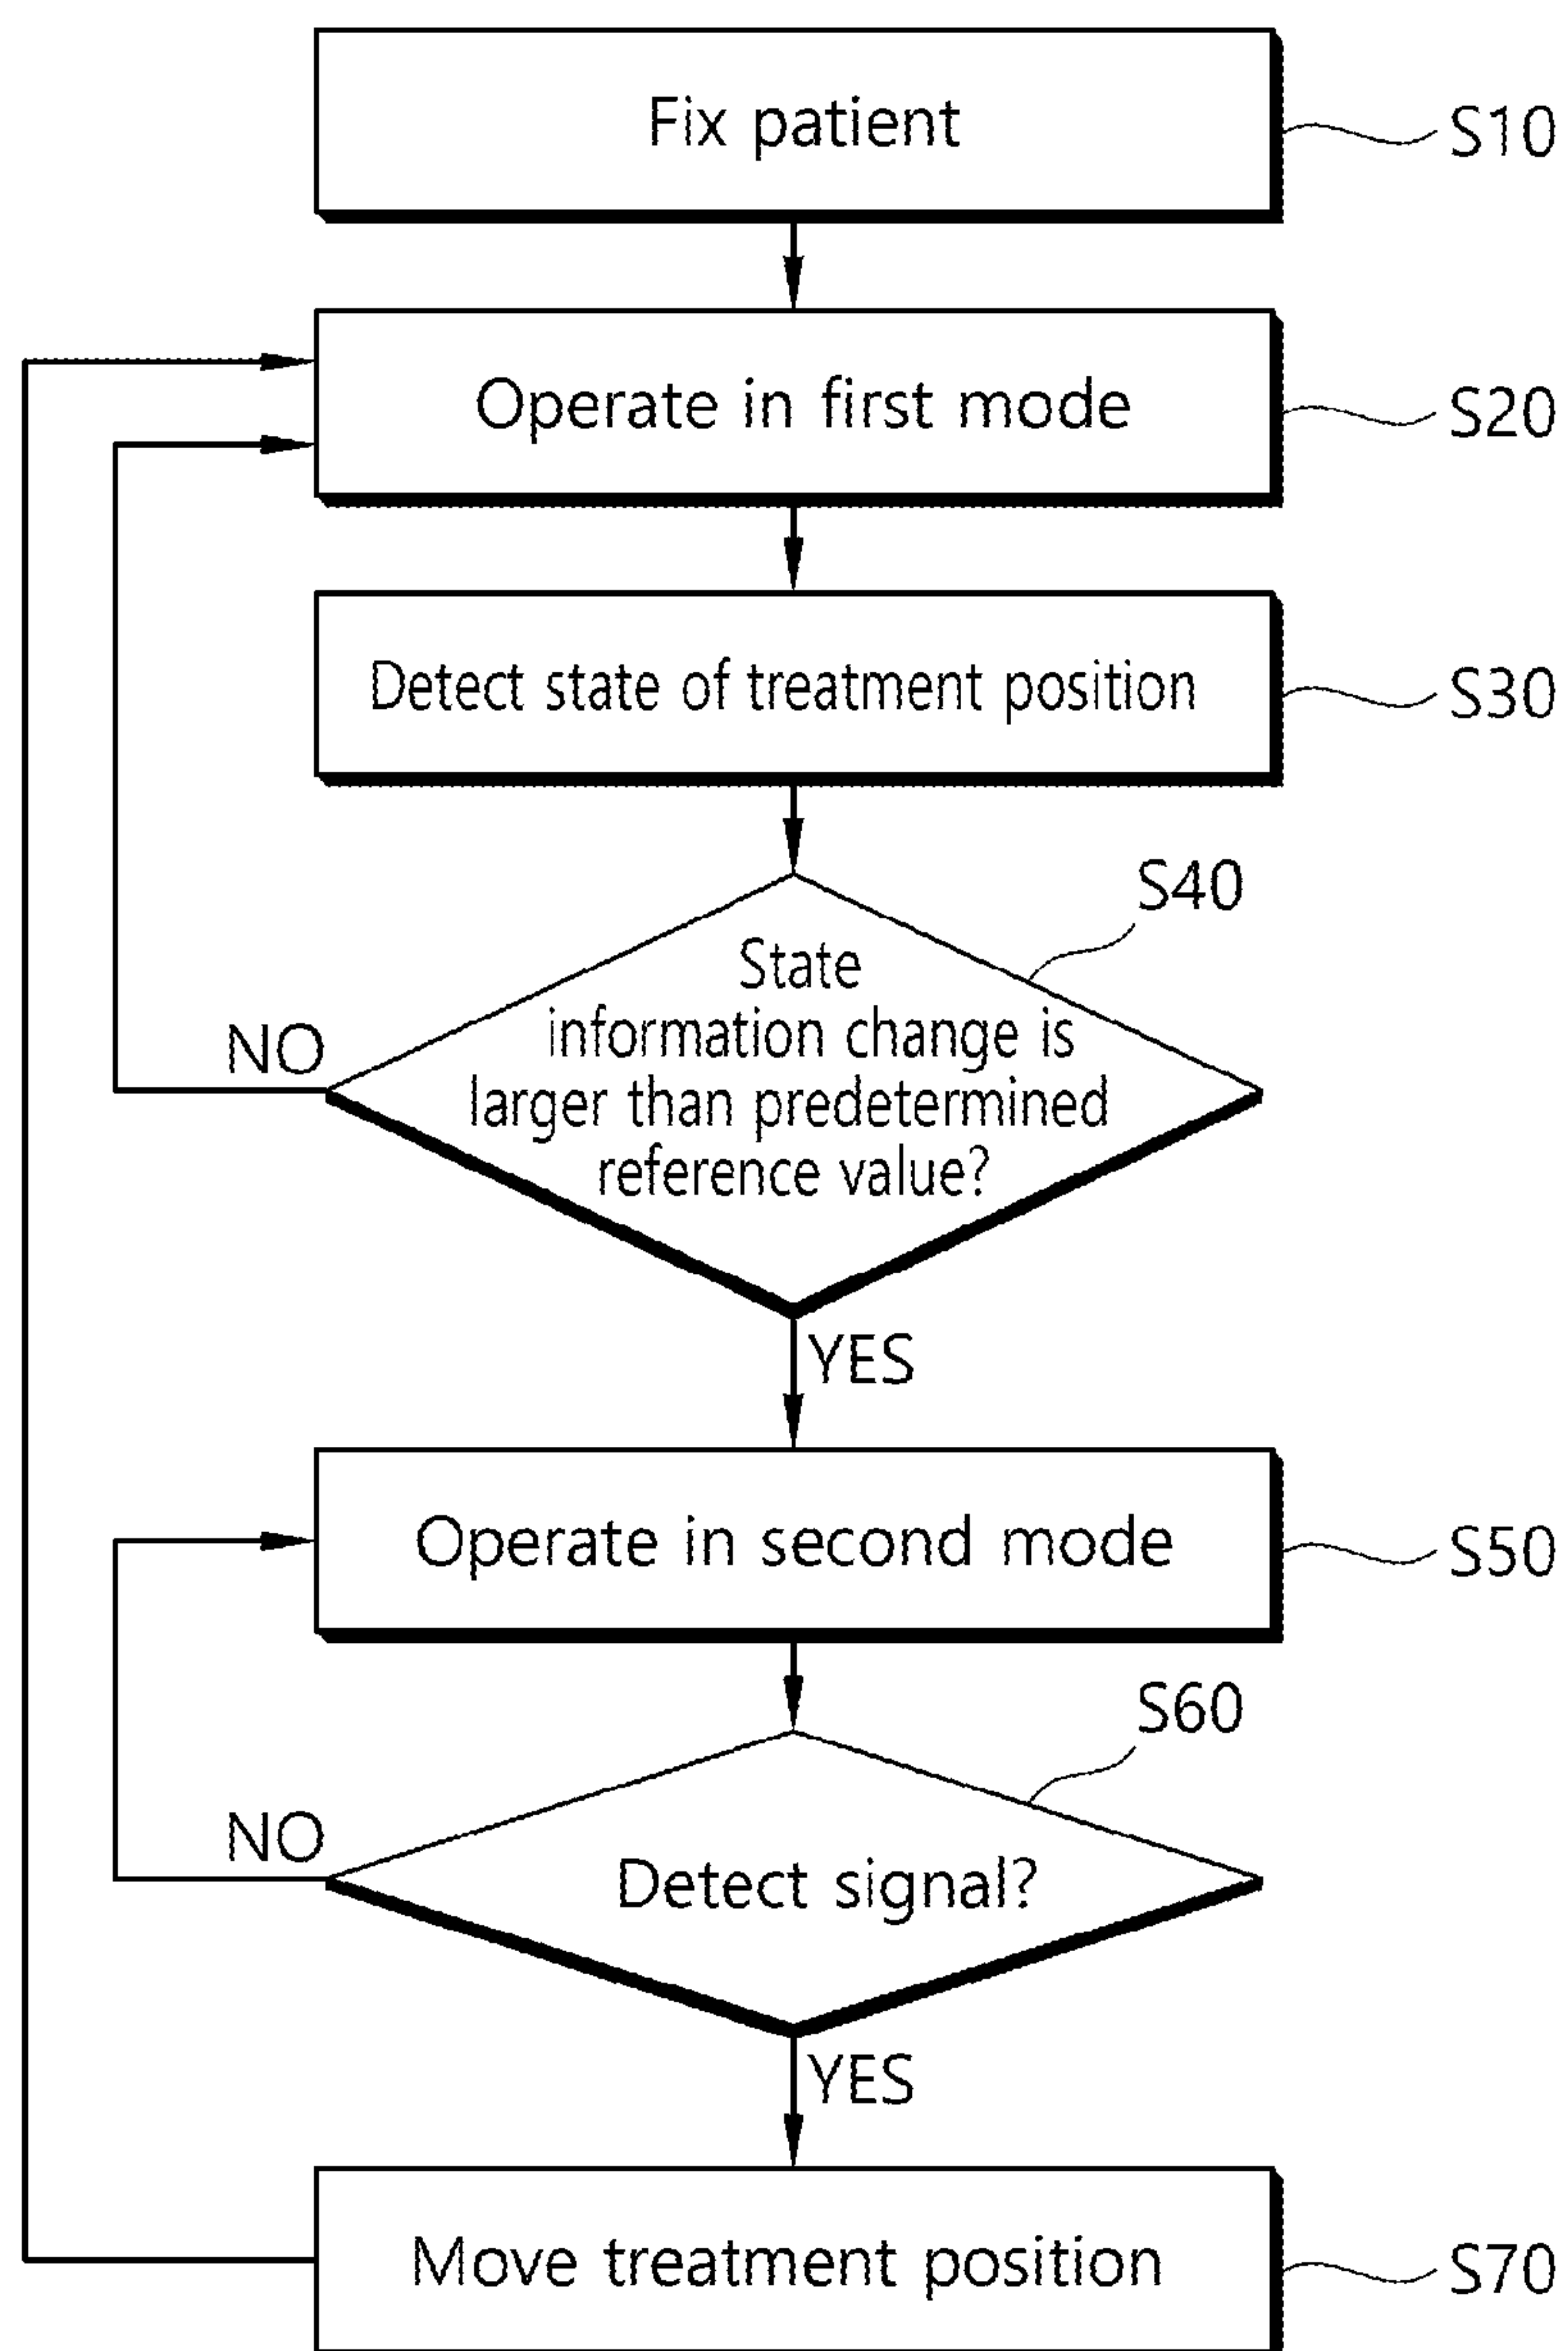 Fix patient
S10
Operate in first mode
S20
Detect state of treatment position
S30
S40
State
information change is
larger than predetermined
reference value?
NO
YES
Operate in second mode
S50
S60
Detect signal?
NO
YES
Move treatment position
S70